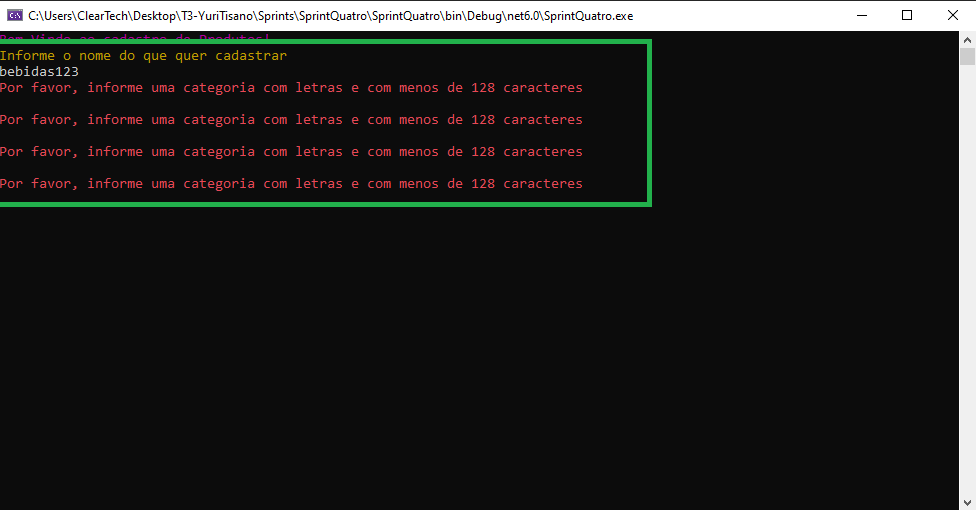 C:\Users\ClearTech\Desktop\T3-YuriTisano\Sprints\SprintQuatro\SprintQuatro\bin\Debug\net6.0\SprintQuatro.exe
Bem Vindo ao cadastro de Produtos!
Informe o nome do que quer cadastrar
bebidas123
Por favor, informe uma categoria com letras e com menos de 128 caracteres
Por favor, informe uma categoria com letras e com menos de 128 caracteres
Por favor, informe uma categoria com letras e com menos de 128 caracteres
Por favor, informe uma categoria com letras e com menos de 128 caracteres